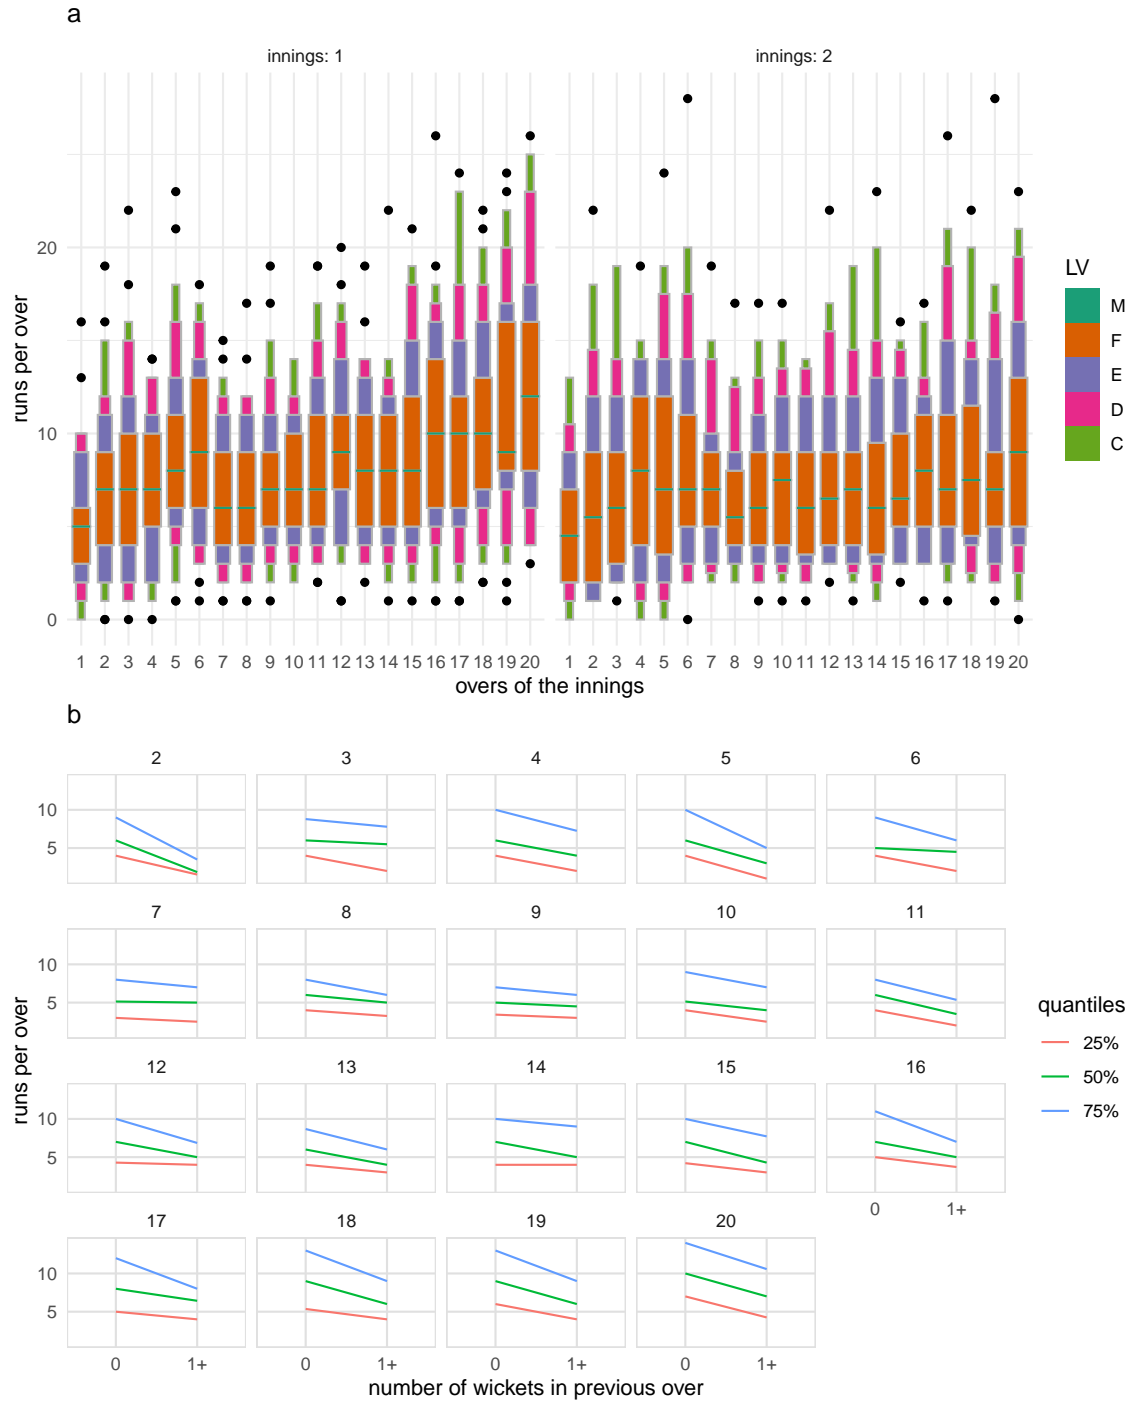 a
innings: 1
innings: 2
20
10
0
runs per over
1 2 3 4 5 6 7 8 9 10 11 12 13 14 15 16 17 18 19 20
1 2 3 4 5 6 7 8 9 10 11 12 13 14 15 16 17 18 19 20
overs of the innings
LV
M
F
E
D
C
b
2 3 4 5 6
10
5
7 8 9 10 11
10
5
12 13 14 15 16
10
5
0 1+
17 18 19 20
10
5
0 1+ 0 1+ 0 1+ 0 1+
runs per over
number of wickets in previous over
quantiles
25%
50%
75%